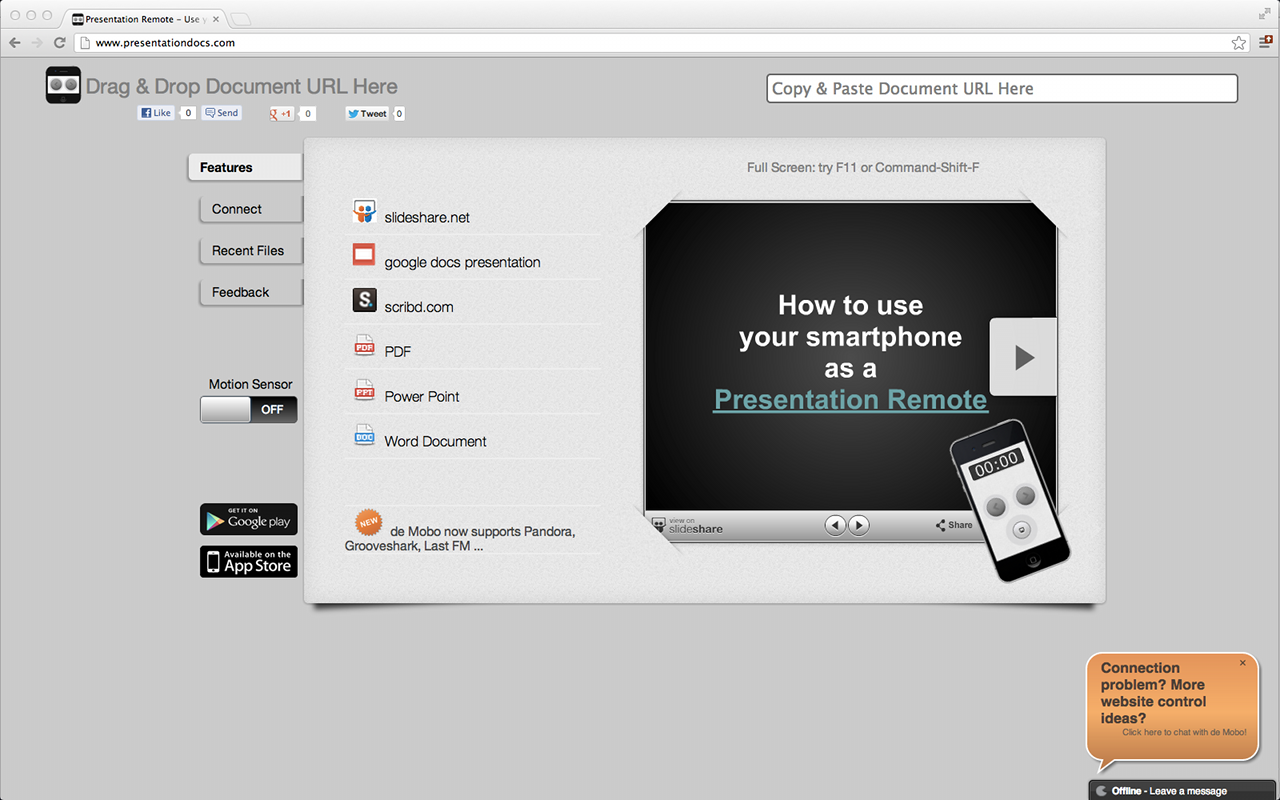 Presentation Remote – Use y
www.presentationdocs.com
Drag & Drop Document URL Here
Copy & Paste Document URL Here
Like 0 Send +1 0 Tweet 0
Features
Connect
Recent Files
Feedback
Motion Sensor
OFF
GET IT ON
Google play
Available on the
App Store
slideshare.net
google docs presentation
S. scribd.com
PDF PDF
PPT Power Point
DOC Word Document
NEW de Mobo now supports Pandora,
Grooveshark, Last FM ...
Full Screen: try F11 or Command-Shift-F
How to use
your smartphone
as a
Presentation Remote
00:00
view on
slideshare
Share
Connection
problem? More
website control
ideas?
Click here to chat with de Mobo!
Offline - Leave a message